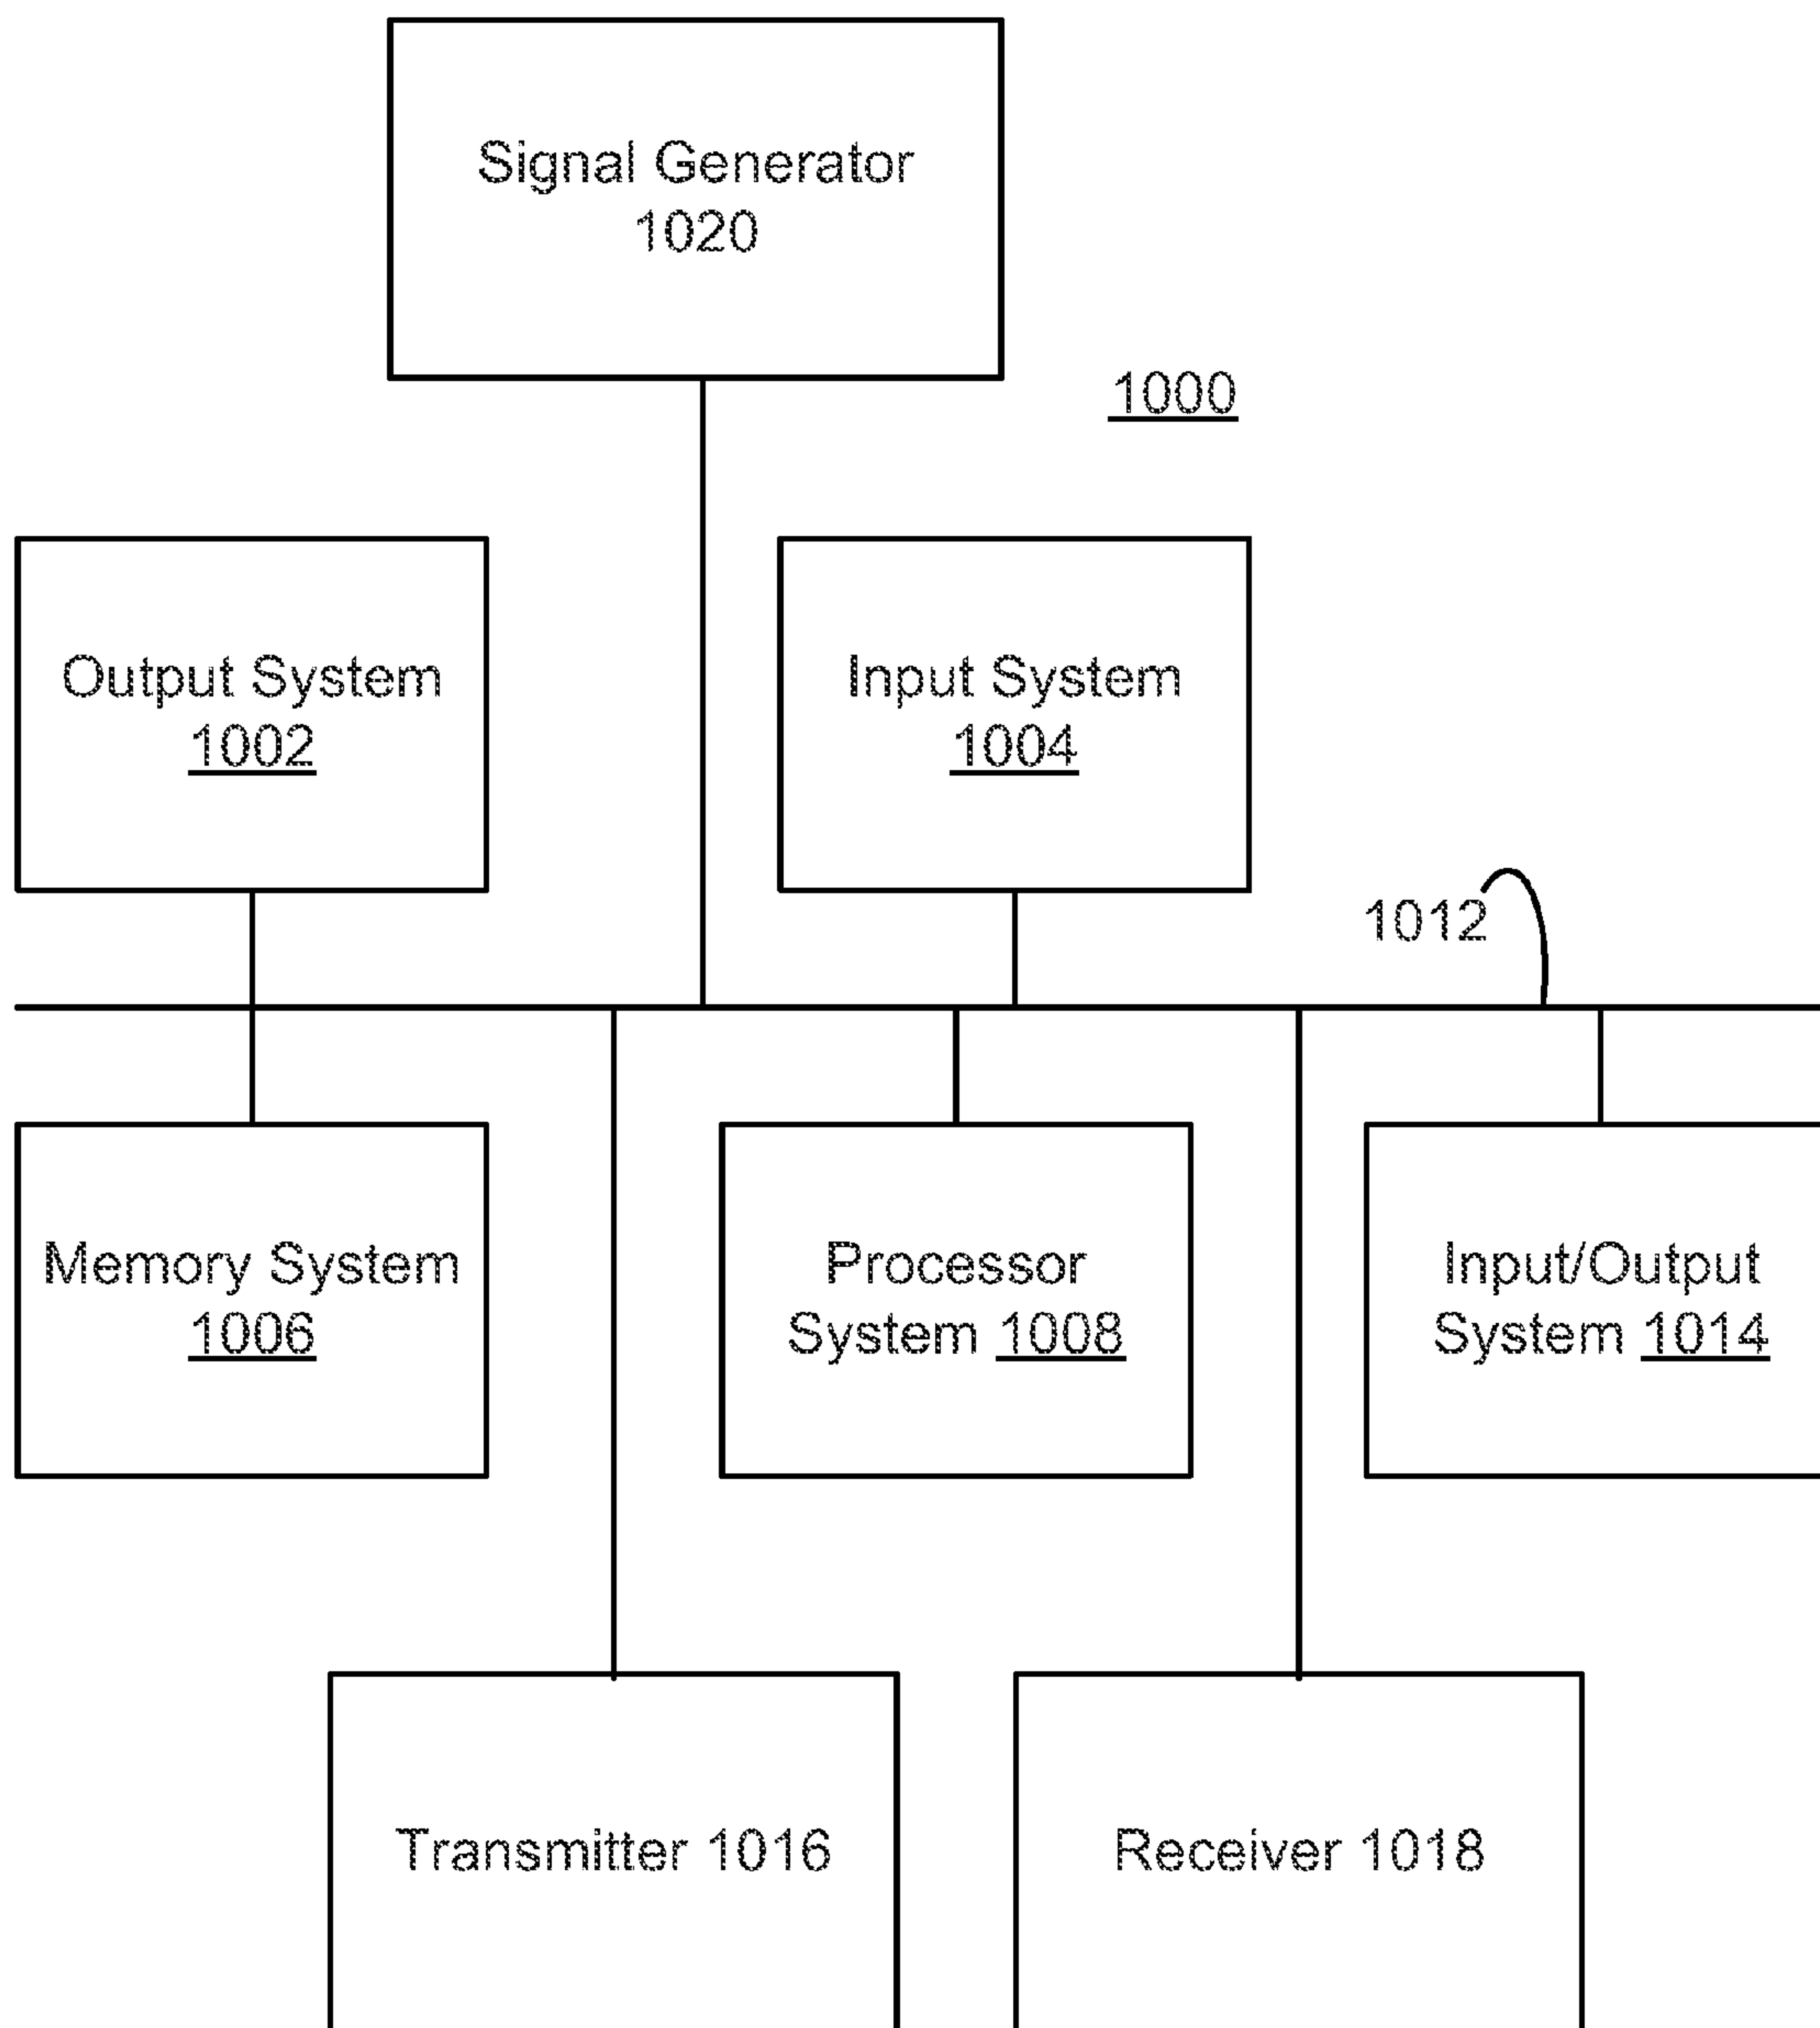 Signal Generator
1020
1000
Output System
1002
Input System
1004
1012
Memory System
1006
Processor
System 1008
Input/Output
System 1014
Transmitter 1016
Receiver 1018